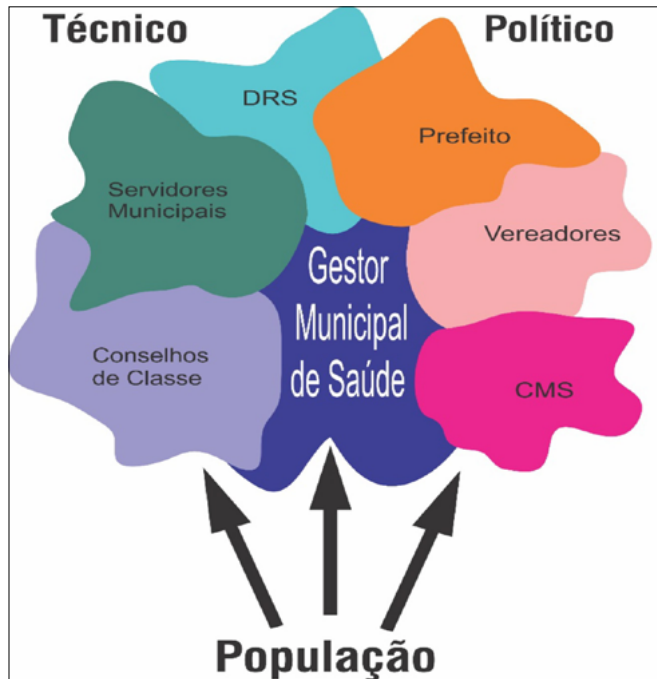 Técnico
Político
DRS
Prefeito
Servidores
Municipais
Vereadores
Gestor
Municipal
de Saúde
Conselhos
de Classe
CMS
População